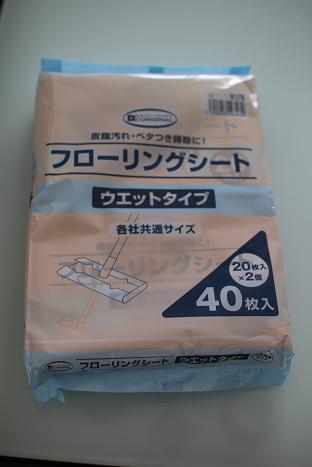 ORIGINAL
皮脂汚れ・ベタつき掃除に!
フローリングシート
ウエットタイプ
各社共通サイズ
20枚入
×2個
40枚入
フローリングシート ウエットタイプ